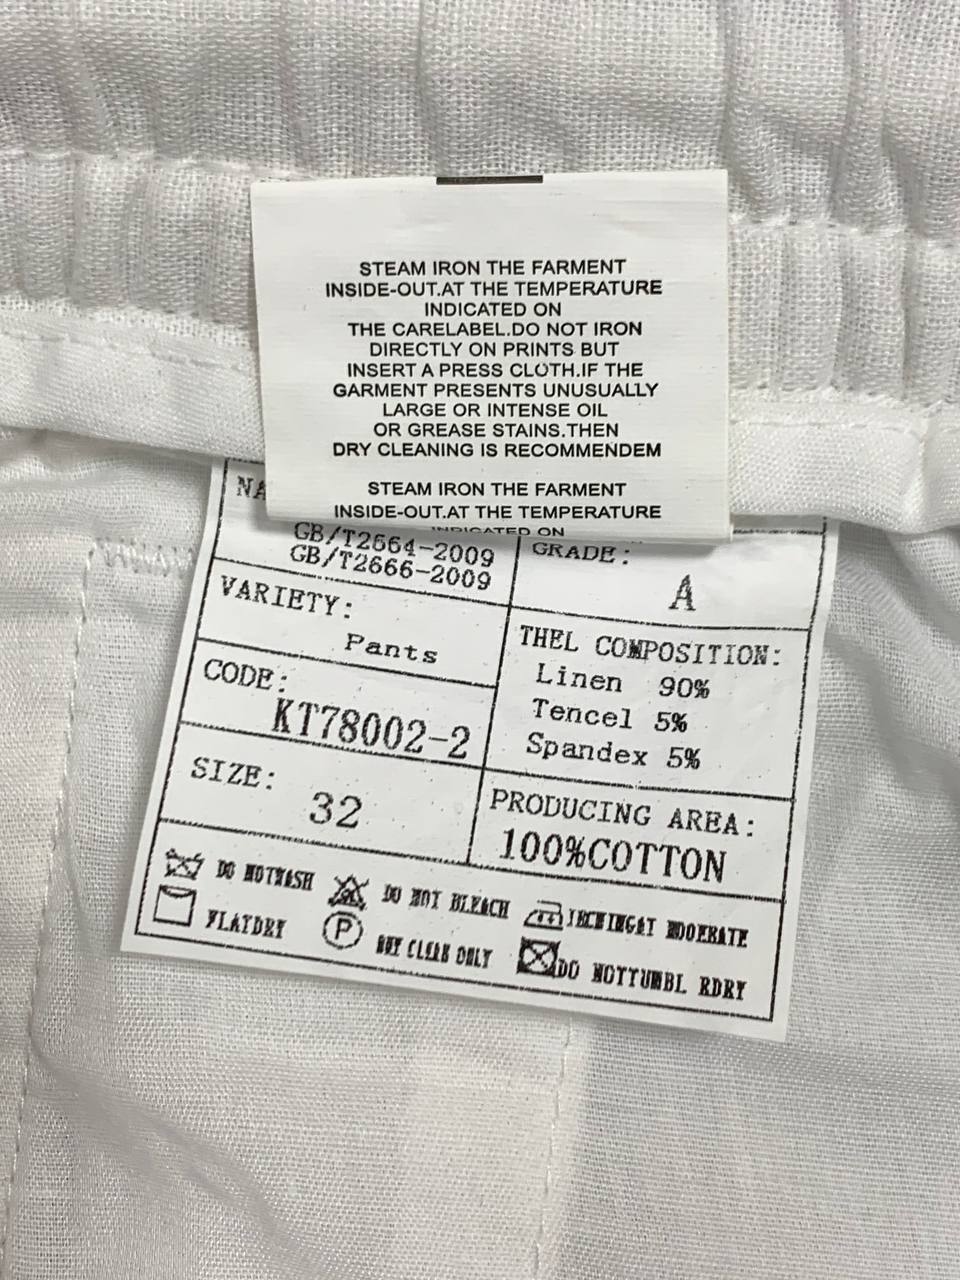 STEAM IRON THE FARMENT
INSIDE-OUT.AT THE TEMPERATURE
INDICATED ON
THE CARELABEL.DO NOT IRON
DIRECTLY ON PRINTS BUT
INSERT A PRESS CLOTH.IF THE
GARMENT PRESENTS UNUSUALLY
LARGE OR INTENSE OIL
OR GREASE STAINS.THEN
DRY CLEANING IS RECOMMENDEM
STEAM IRON THE FARMENT
INSIDE-OUT.AT THE TEMPERATURE
INDICATED ON
NA
GB/T2664-2009
GB/T2666-2009
GRADE:
A
VARIETY:
Pants
THEL COMPOSITION:
Linen 90%
Tencel 5%
Spandex 5%
CODE:
KT78002-2
SIZE:
32
PRODUCING AREA:
100%COTTON
DO NOTWASH
DO NOT BLEACH
MODERATE
FLATDRY
P
CLEAN ONLY
DO NOTTUMBL RDRY